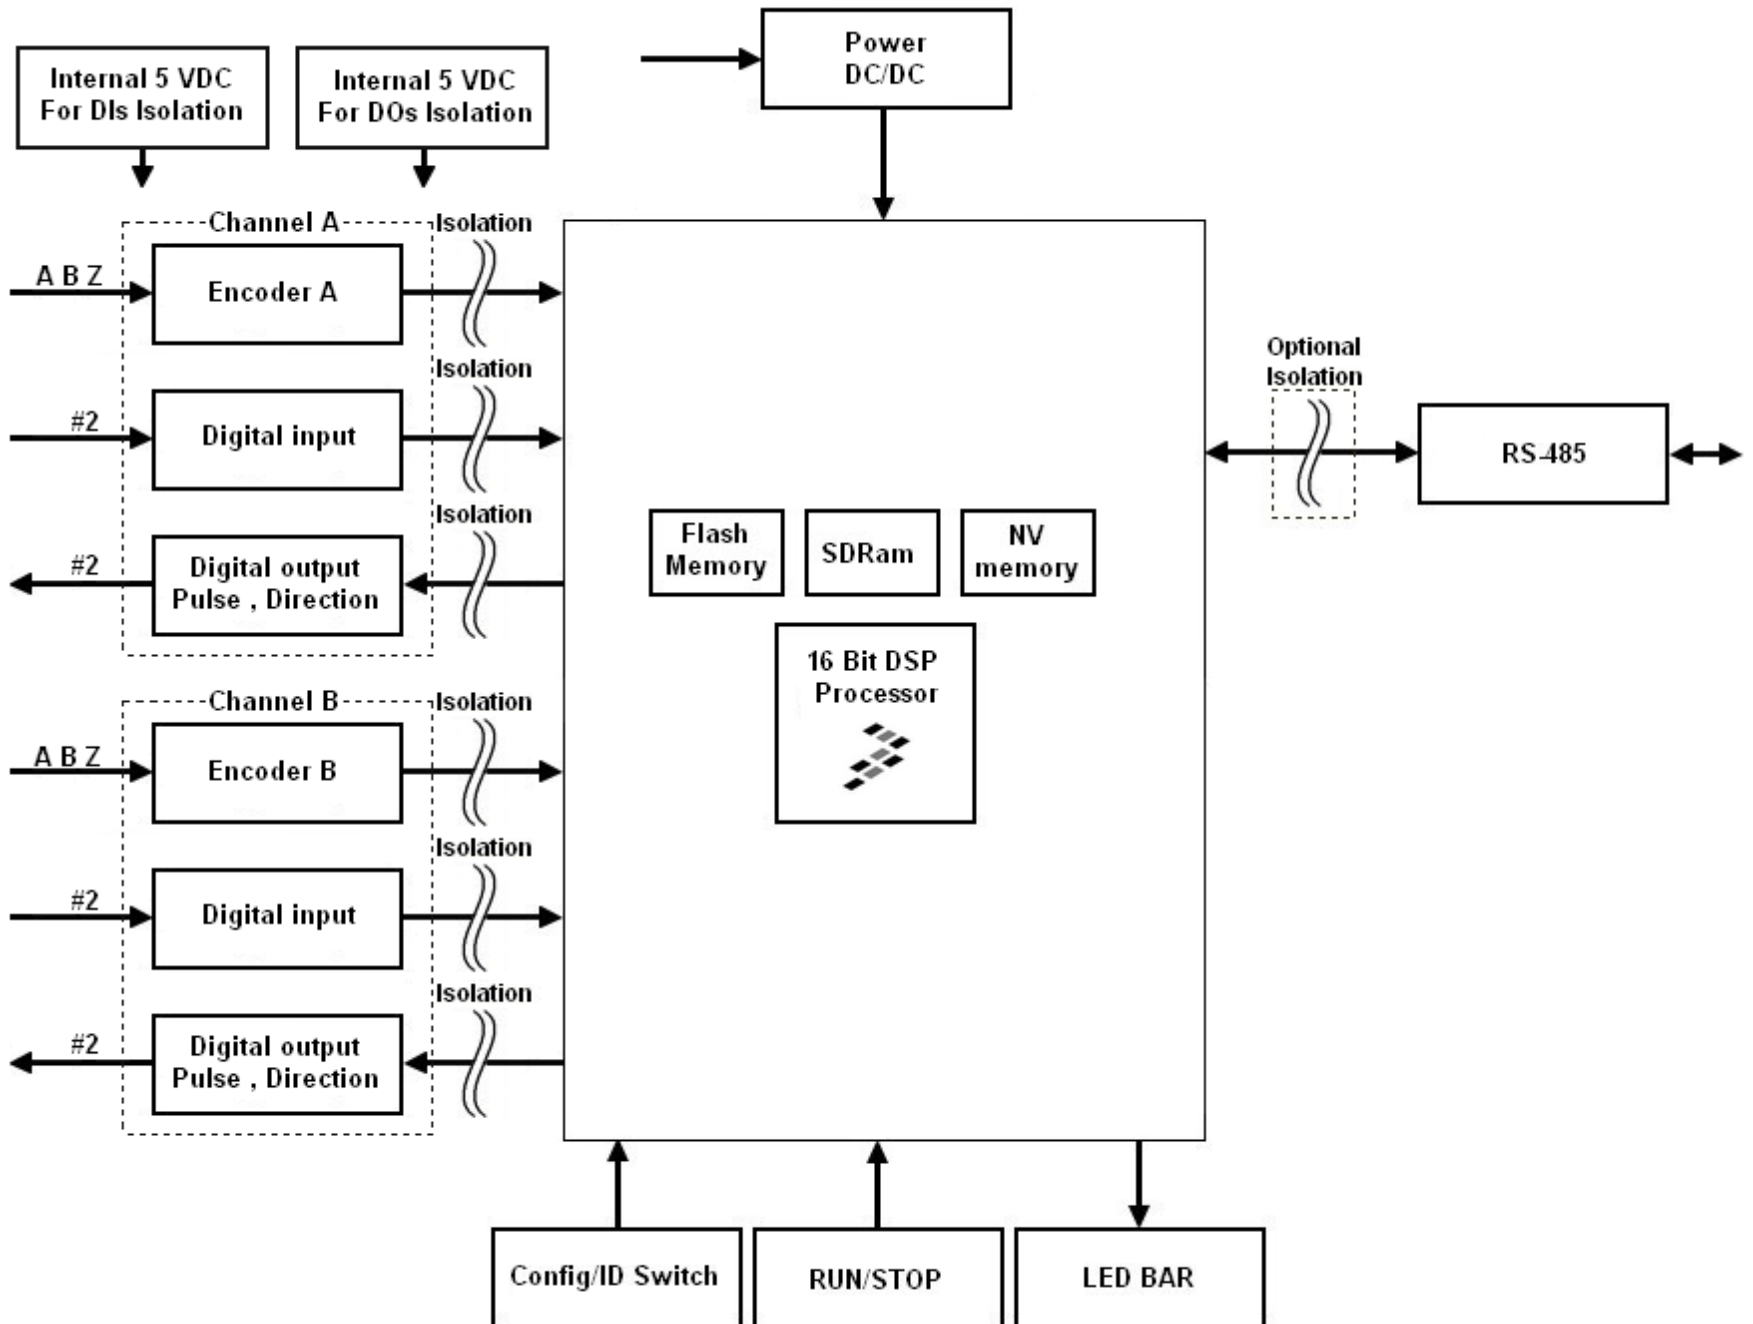 Power
DC/DC
Internal 5 VDC
For DIs Isolation
Internal 5 VDC
For DOs Isolation
Channel A
Isolation
A B Z
Encoder A
Isolation
#2
Digital input
Isolation
#2
Digital output
Pulse , Direction
Optional
Isolation
RS-485
Flash
Memory
SDRam
NV
memory
16 Bit DSP
Processor
Channel B
Isolation
A B Z
Encoder B
Isolation
#2
Digital input
Isolation
#2
Digital output
Pulse , Direction
Config/ID Switch
RUN/STOP
LED BAR